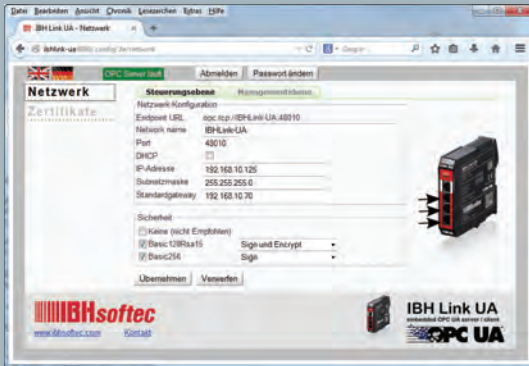 Datei Bearbeiten Ansicht Chronik Lesezeichen Extras Hilfe
IBH Link UA - Netzwerk
Google
OPC Server läuft Abmelden Passwort ändern
Netzwerk
Zertifikate
Steuerungsebene Managementebene
Netzwerk-Konfiguration
Endpoint URL opc.tcp://IBHLink-UA:48010
Network name IBHLink-UA
Port 48010
DHCP
IP-Adresse 192.168.10.125
Subnetzmaske 255.255.255.0
Standardgateway 192.168.10.70
Sicherheit
Keine (nicht Empfohlen)
Basic128Rsa15 Sign und Encrypt
Basic256 Sign
Übernehmen Verwerfen
IBHsoftec
www.ibhsoftec.com Kontakt
IBH Link UA
embedded OPC UA server / client
OPC UA